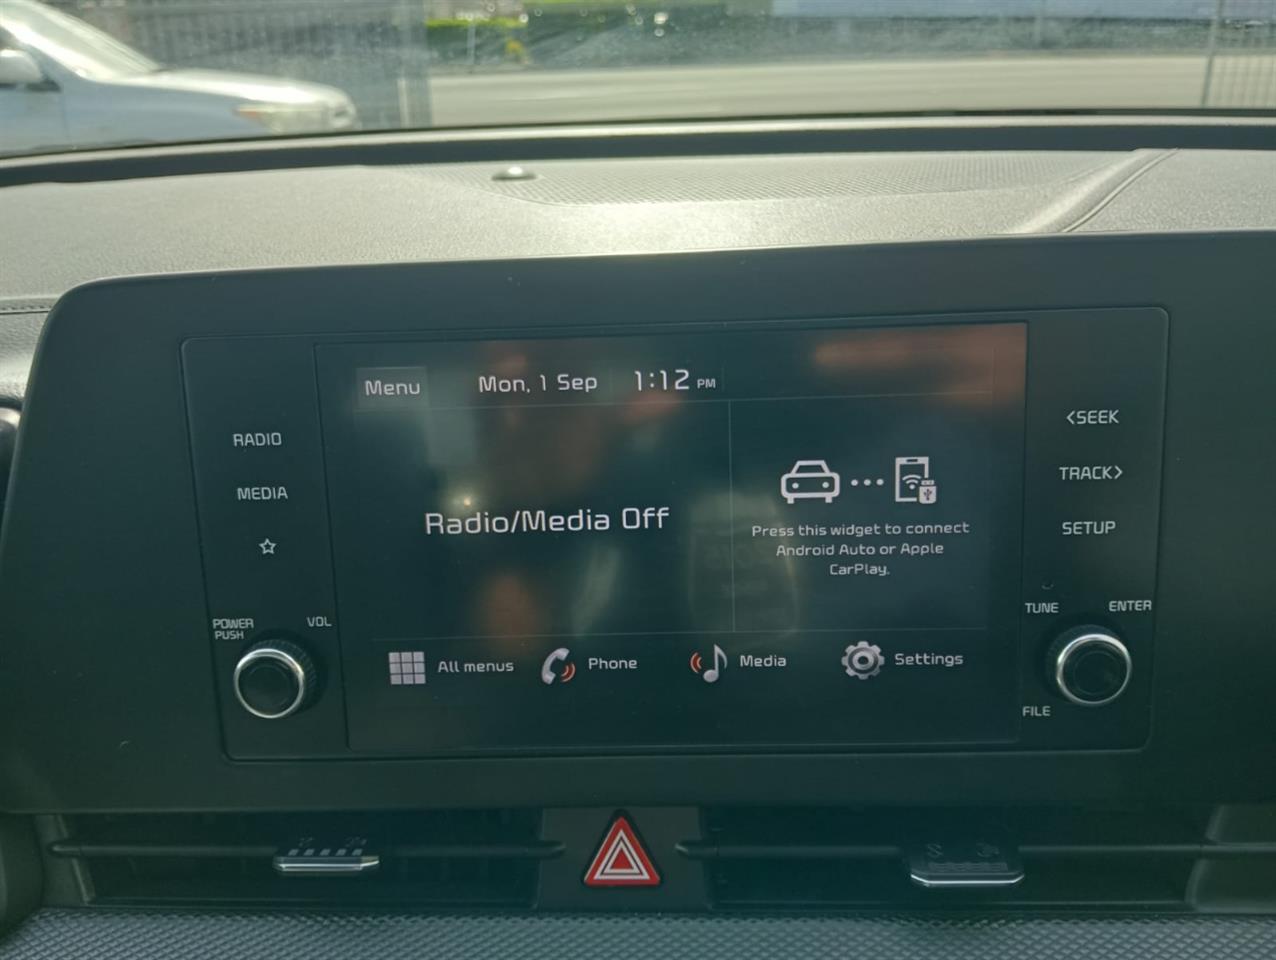 Menu
Mon, 1 Sep
1:12 PM
RADIO
MEDIA
Radio/Media Off
Press this widget to connect
Android Auto or Apple
CarPlay.
<SEEK
TRACK>
SETUP
POWER
PUSH
VOL
TUNE
ENTER
FILE
All menus
Phone
Media
Settings